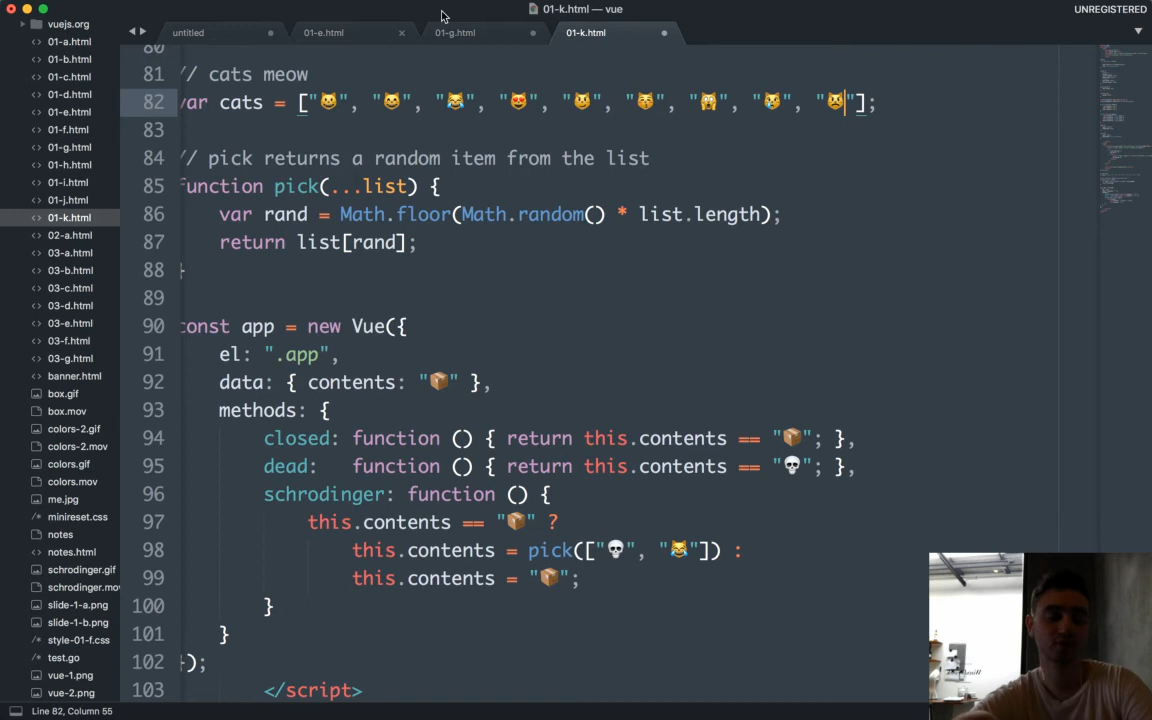 01-k.html — vue
UNREGISTERED
untitled
01-e.html
01-g.html
01-k.html
vuejs.org
01-a.html
01-b.html
01-c.html
01-d.html
01-e.html
01-f.html
01-g.html
01-h.html
01-i.html
01-j.html
01-k.html
02-a.html
03-a.html
03-b.html
03-c.html
03-d.html
03-e.html
03-f.html
03-g.html
banner.html
box.gif
box.mov
colors-2.gif
colors-2.mov
colors.gif
colors.mov
me.jpg
minireset.css
notes
notes.html
schrodinger.gif
schrodinger.mov
slide-1-a.png
slide-1-b.png
style-01-f.css
test.go
vue-1.png
vue-2.png
80
81 // cats meow
82 var cats = ["😺", "😸", "😹", "😻", "😼", "😽", "🙀", "😿", "😾"];
83
84 // pick returns a random item from the list
85 function pick(...list) {
86 var rand = Math.floor(Math.random() * list.length);
87 return list[rand];
88 }
89
90 const app = new Vue({
91 el: ".app",
92 data: { contents: "📦" },
93 methods: {
94 closed: function () { return this.contents == "📦"; },
95 dead: function () { return this.contents == "💀"; },
96 schrodinger: function () {
97 this.contents == "📦" ?
98 this.contents = pick(["💀", "😹"]) :
99 this.contents = "📦";
100 }
101 }
102 });
103 </script>
Line 82, Column 55